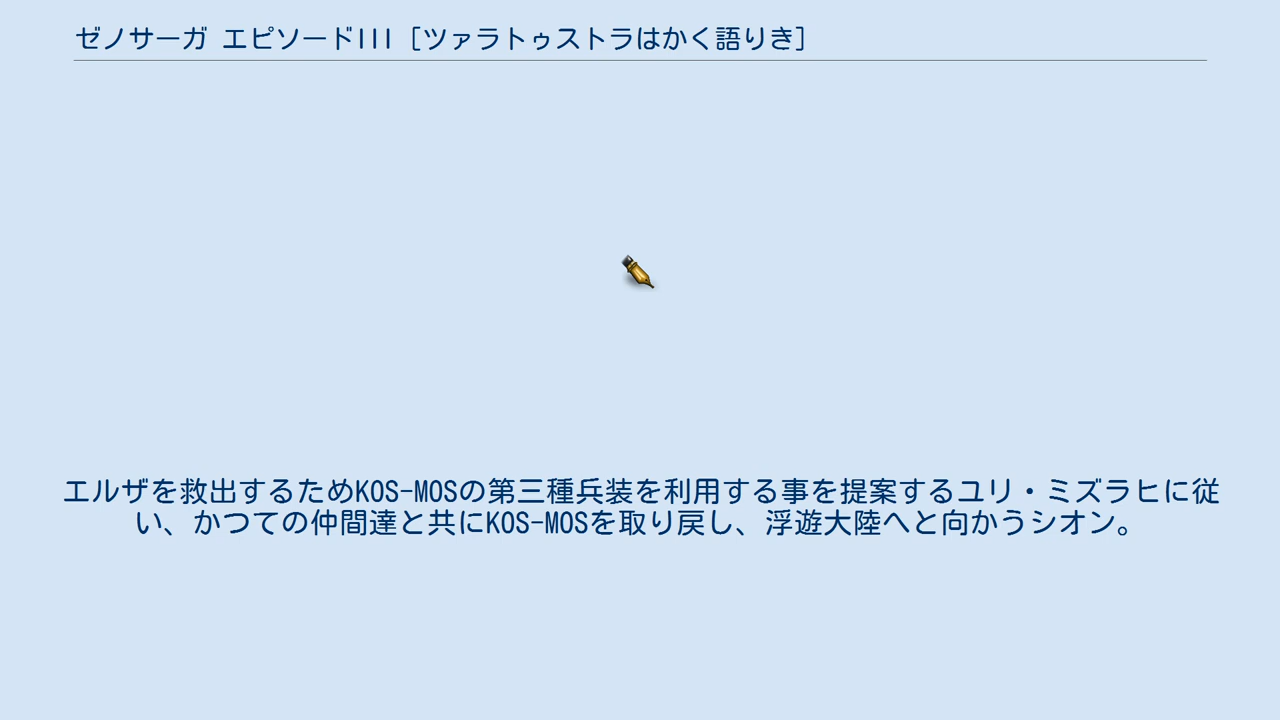 ゼノサーガ エピソードIII [ツァラトゥストラはかく語りき]
エルザを救出するためKOS-MOSの第三種兵装を利用する事を提案するユリ・ミズラヒに従
い、かつての仲間達と共にKOS-MOSを取り戻し、浮遊大陸へと向かうシオン。